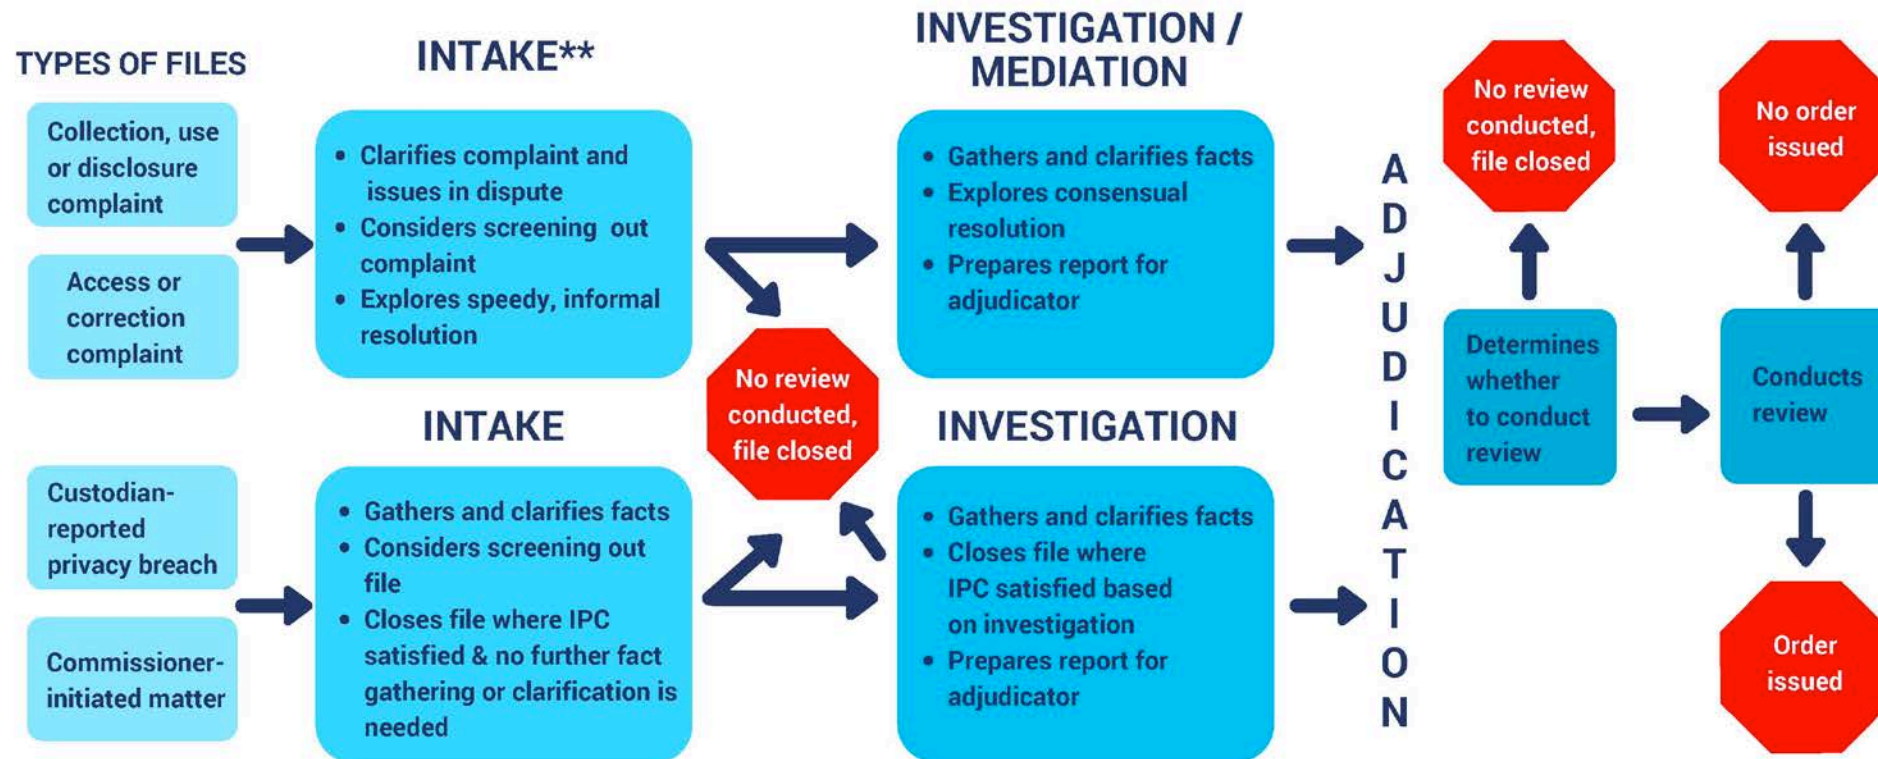 TYPES OF FILES
Collection, use
or disclosure
complaint
Access or
correction
complaint
INTAKE**
• Clarifies complaint and
issues in dispute
• Considers screening out
complaint
• Explores speedy, informal
resolution
INVESTIGATION /
MEDIATION
• Gathers and clarifies facts
• Explores consensual
resolution
• Prepares report for
adjudicator
No review
conducted,
file closed
Custodian-
reported
privacy breach
Commissioner-
initiated matter
INTAKE
• Gathers and clarifies facts
• Considers screening out
file
• Closes file where IPC
satisfied & no further fact
gathering or clarification is
needed
INVESTIGATION
• Gathers and clarifies facts
• Closes file where
IPC satisfied based
on investigation
• Prepares report for
adjudicator
ADJUDICATION
No review
conducted,
file closed
Determines
whether
to conduct
review
No order
issued
Conducts
review
Order
issued